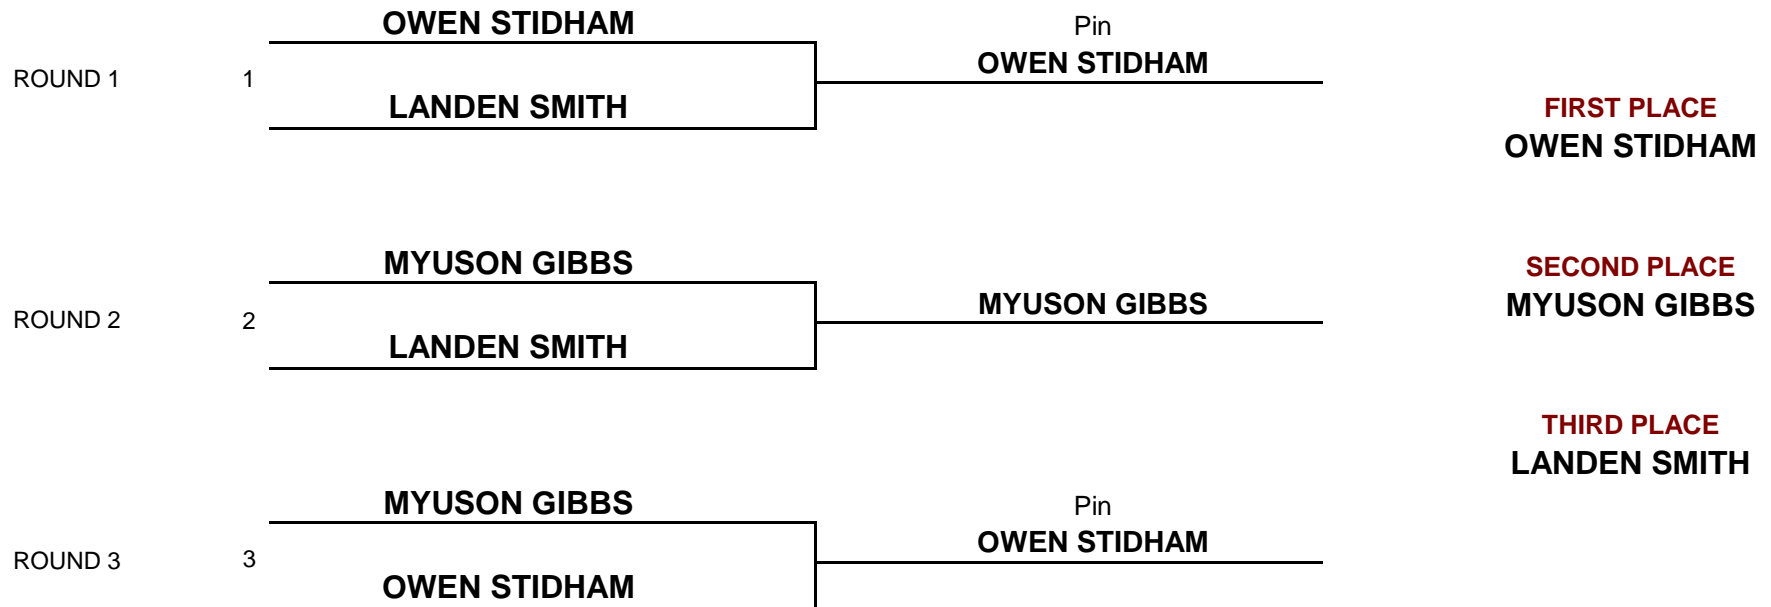 OWEN STIDHAM
Pin
OWEN STIDHAM
ROUND 1
1
LANDEN SMITH
FIRST PLACE
OWEN STIDHAM
MYUSON GIBBS
SECOND PLACE
MYUSON GIBBS
MYUSON GIBBS
ROUND 2
2
LANDEN SMITH
THIRD PLACE
LANDEN SMITH
MYUSON GIBBS
Pin
OWEN STIDHAM
ROUND 3
3
OWEN STIDHAM